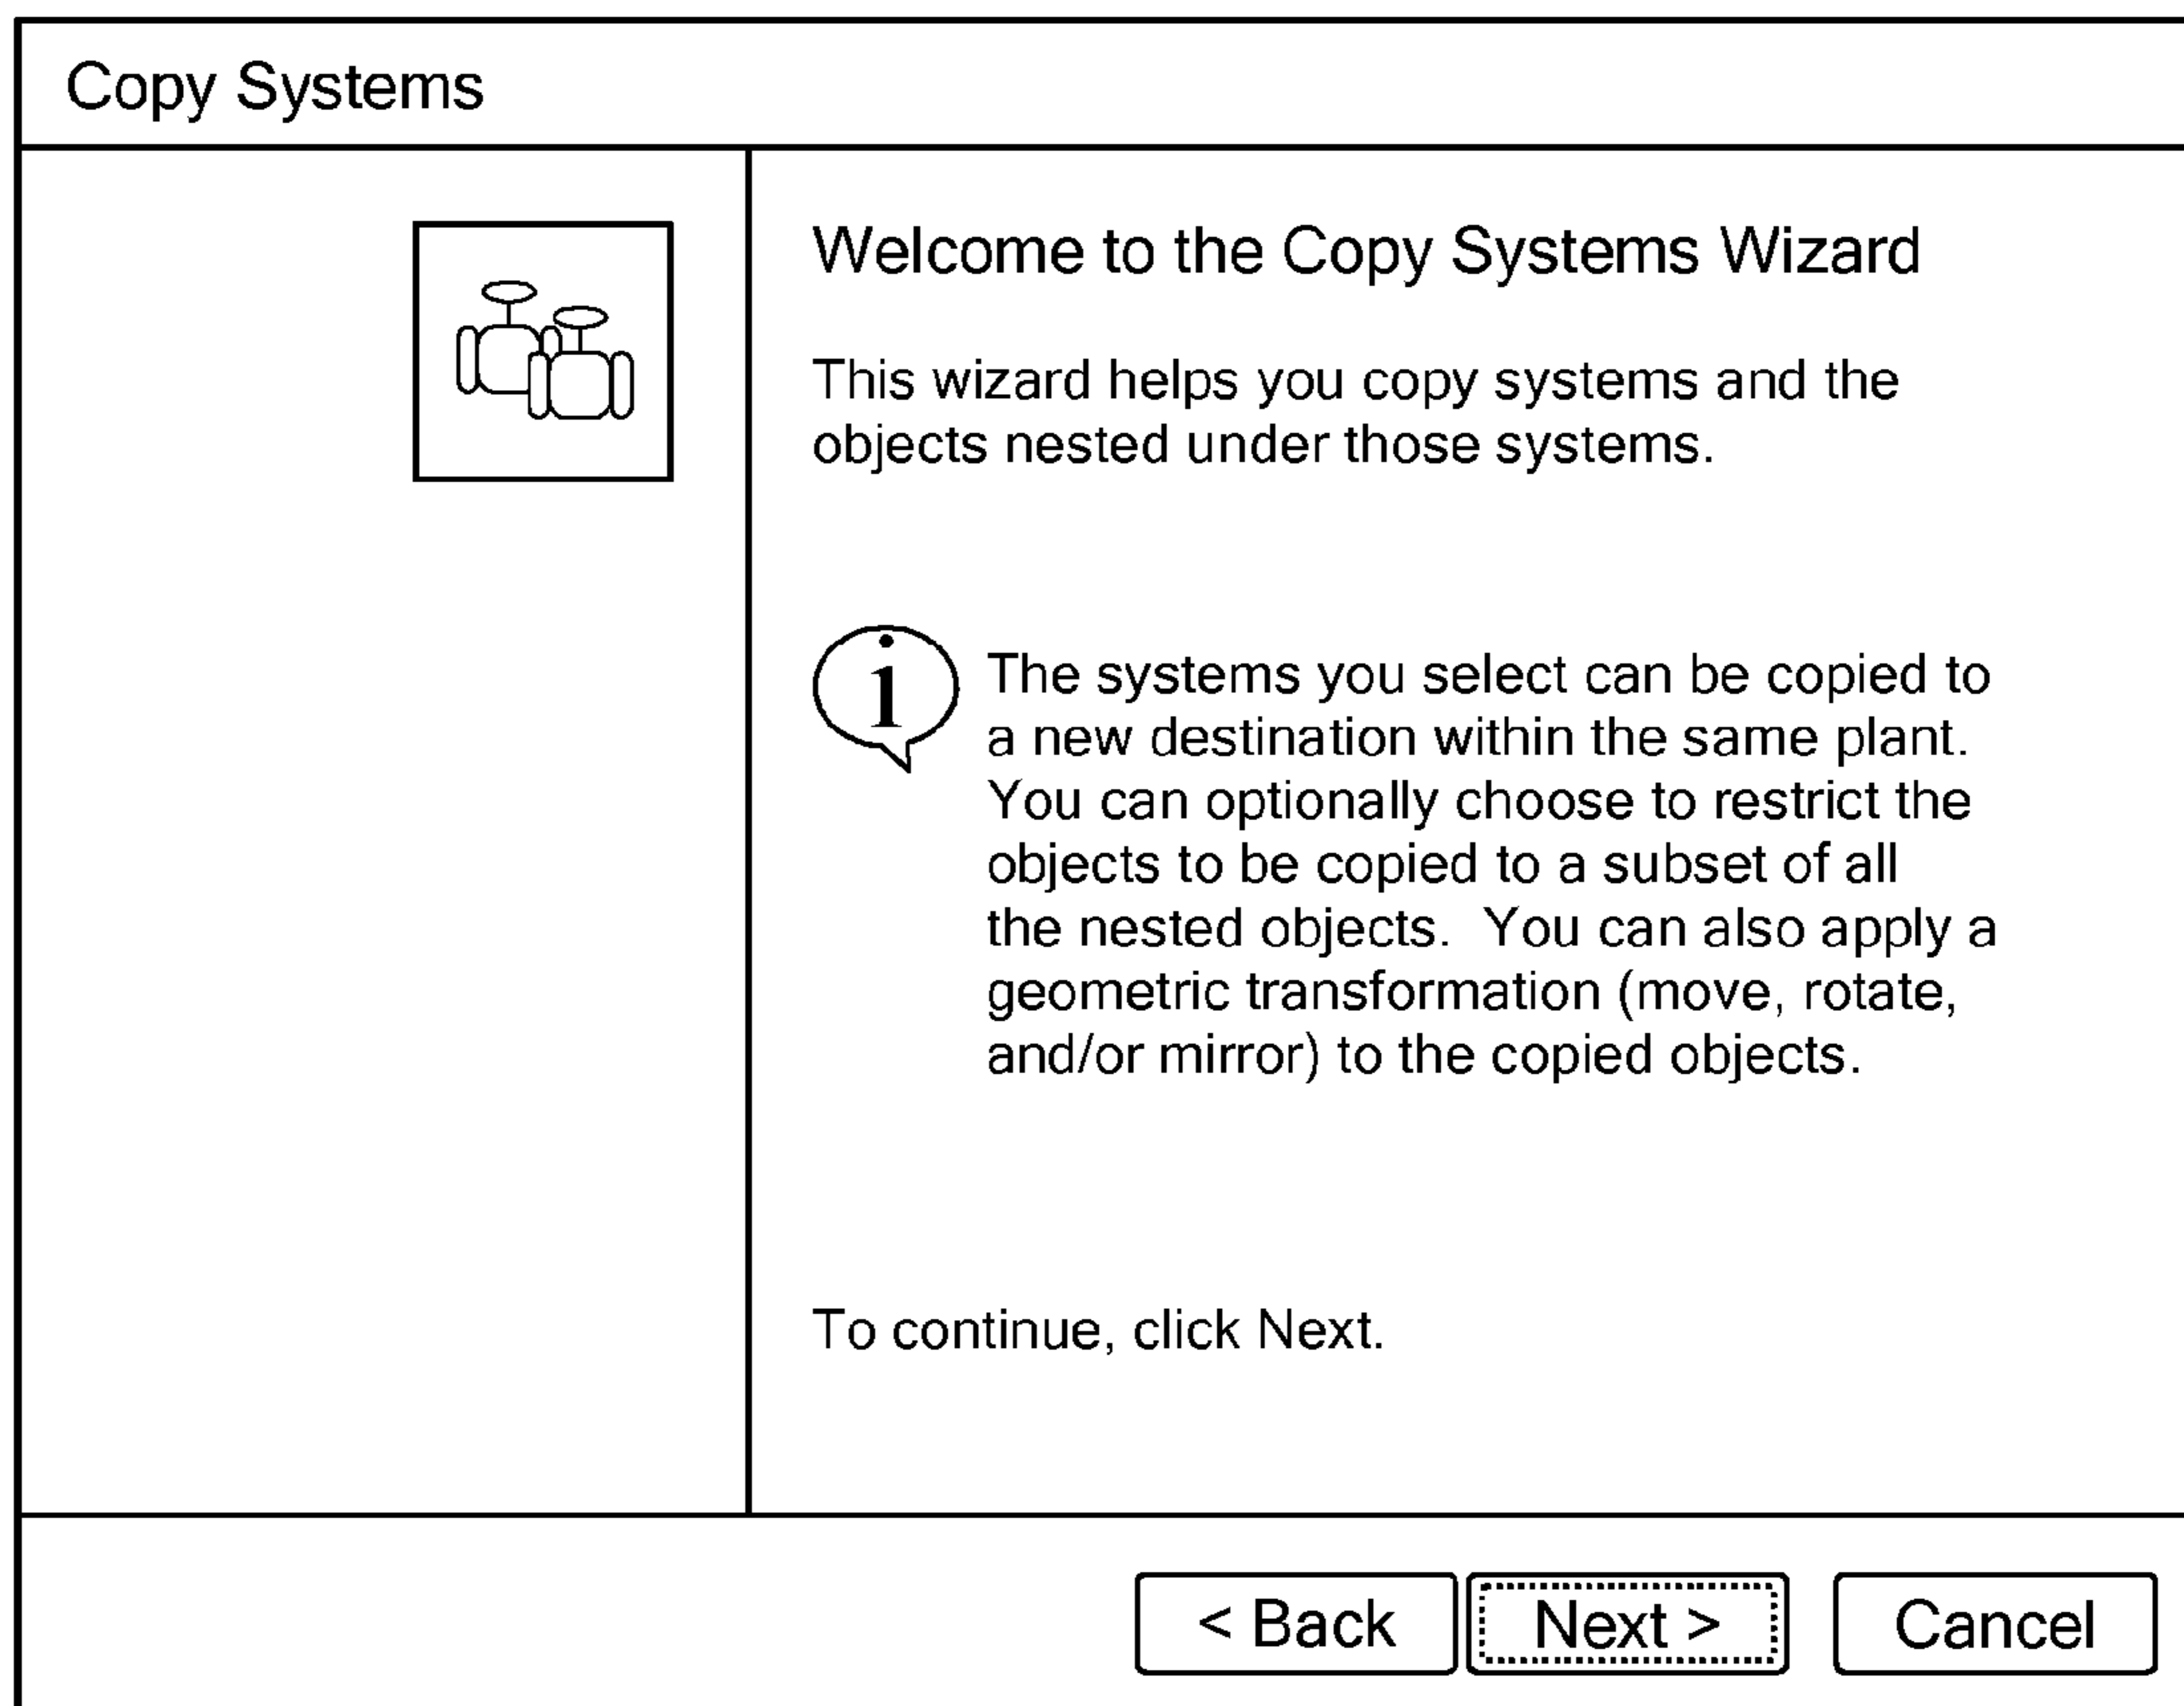 Copy Systems
Welcome to the Copy Systems Wizard
This wizard helps you copy systems and the
objects nested under those systems.
i
The systems you select can be copied to
a new destination within the same plant.
You can optionally choose to restrict the
objects to be copied to a subset of all
the nested objects.  You can also apply a
geometric transformation (move, rotate,
and/or mirror) to the copied objects.
To continue, click Next.
< Back
Next >
Cancel